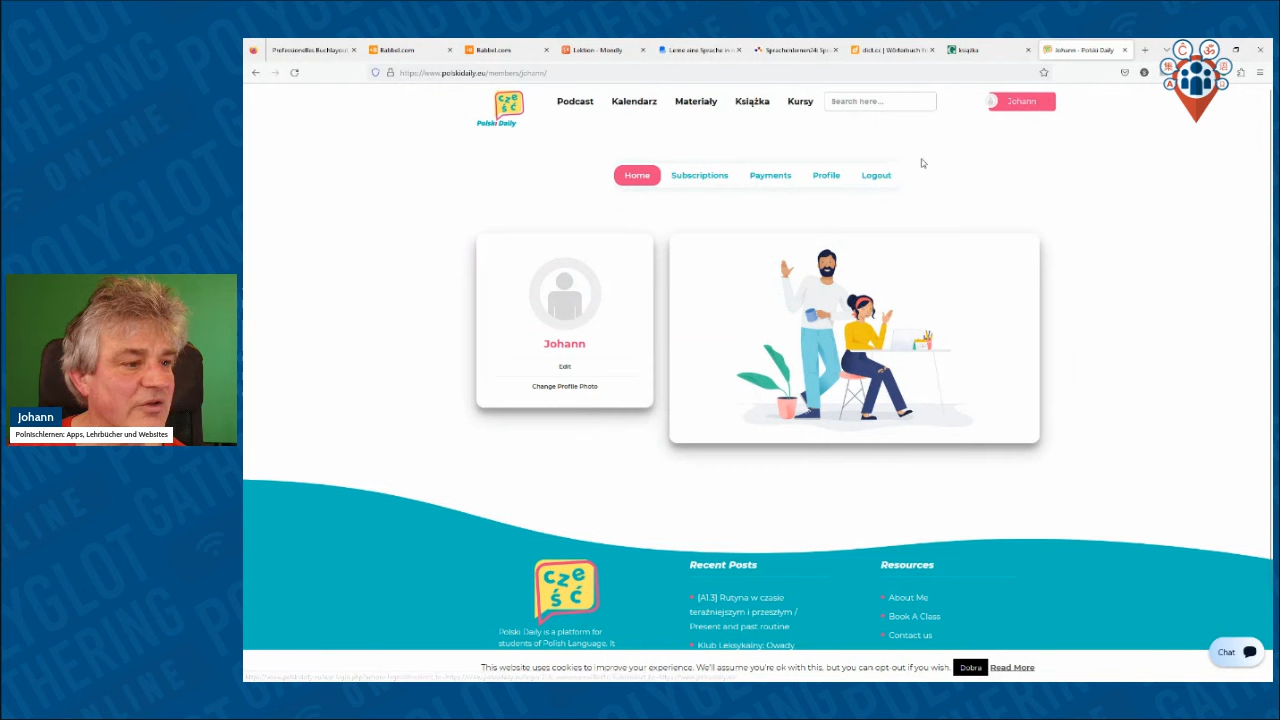 Professionelles Buchlayout
Babbel.com
Babbel.com
Lektion - Mondly
Lerne eine Sprache in
Sprachenlernen24 Spr
dict.cc | Wörterbuch f
książka
Johann - Polski Daily
https://www.polskidaily.eu/members/johann/
cze
ść
Polski Daily
Podcast
Kalendarz
Materiały
Książka
Kursy
Search here...
Johann
Home
Subscriptions
Payments
Profile
Logout
Johann
Edit
Change Profile Photo
Johann
Polnischlernen: Apps, Lehrbücher und Websites
cze
ść
Polski Daily is a platform for
students of Polish Language. It
Recent Posts
[A1.3] Rutyna w czasie
teraźniejszym i przeszłym /
Present and past routine
Klub Leksykalny: Owady
Resources
About Me
Book A Class
Contact us
Chat
This website uses cookies to improve your experience. We'll assume you're ok with this, but you can opt-out if you wish.
Dobra
Read More